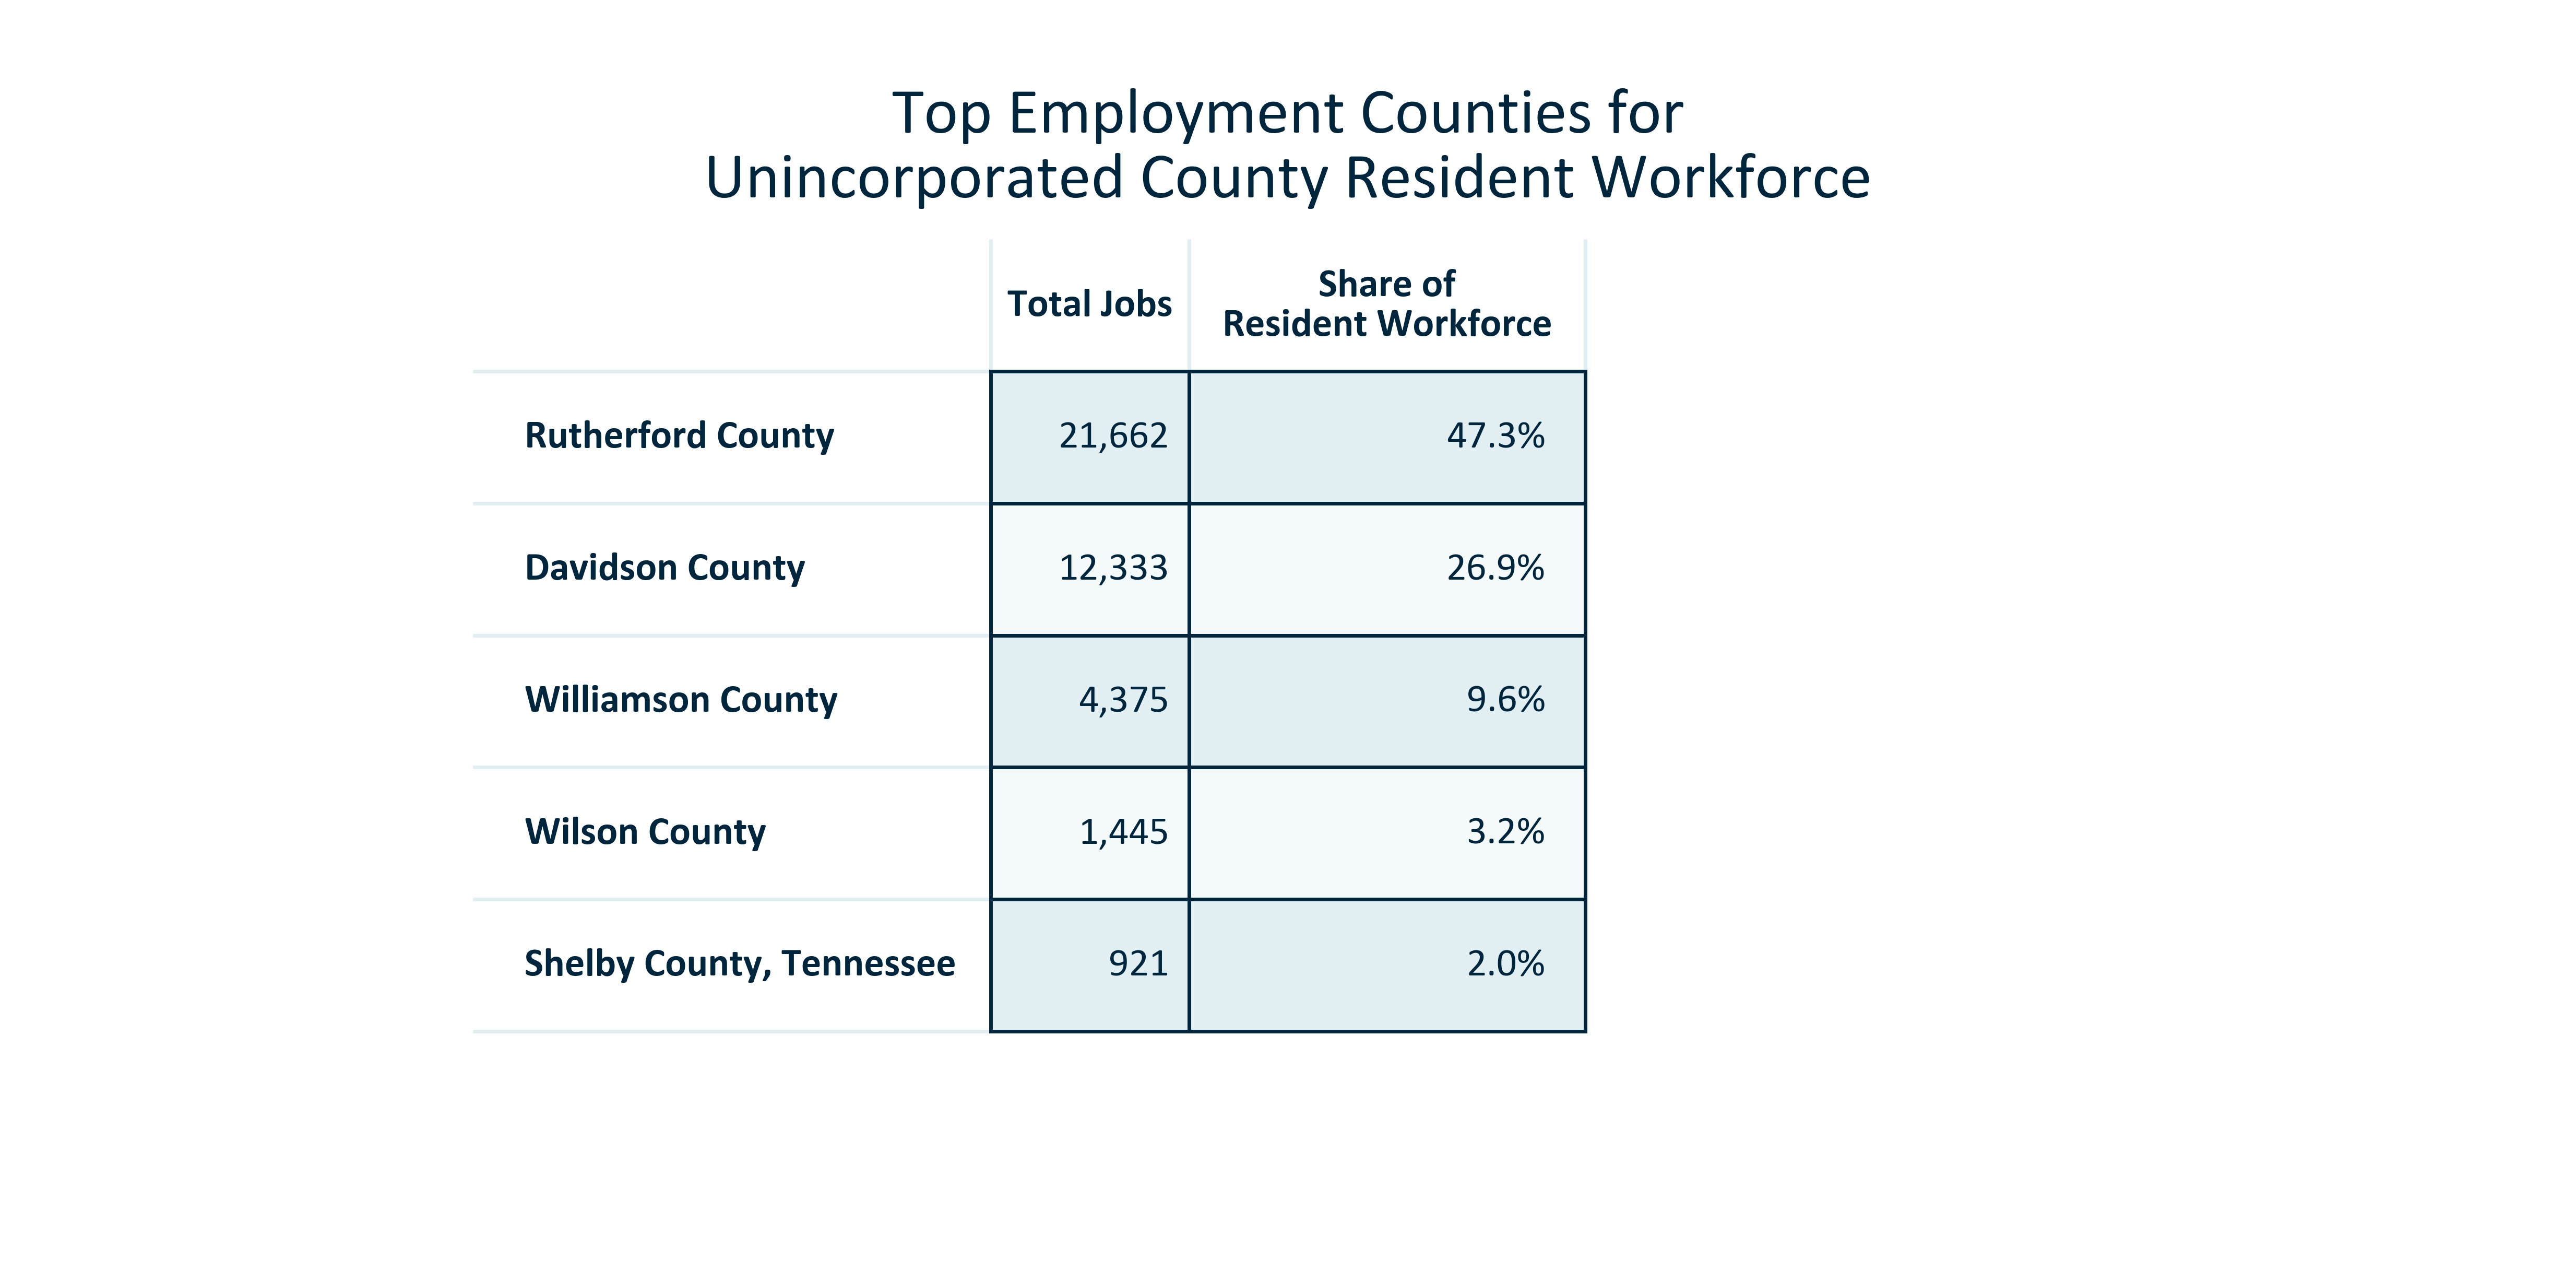 Top Employment Counties for
Unincorporated County Resident Workforce
Total Jobs
Share of
Resident Workforce
Rutherford County 21,662 47.3%
Davidson County 12,333 26.9%
Williamson County 4,375 9.6%
Wilson County 1,445 3.2%
Shelby County, Tennessee 921 2.0%